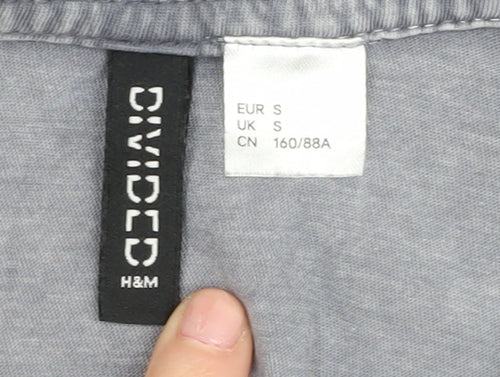 DIVIDED
H&M
EUR S
UK S
CN 160/88A